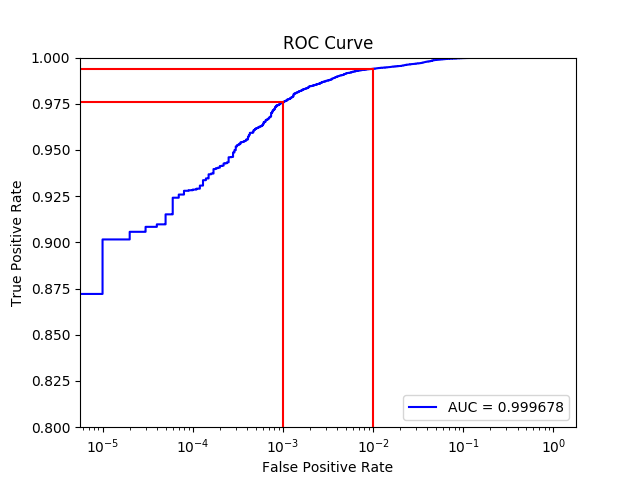 ROC Curve
1.000
0.975
0.950
0.925
0.900
0.875
0.850
0.825
0.800
True Positive Rate
AUC = 0.999678
10⁻⁵ 10⁻⁴ 10⁻³ 10⁻² 10⁻¹ 10⁰
False Positive Rate